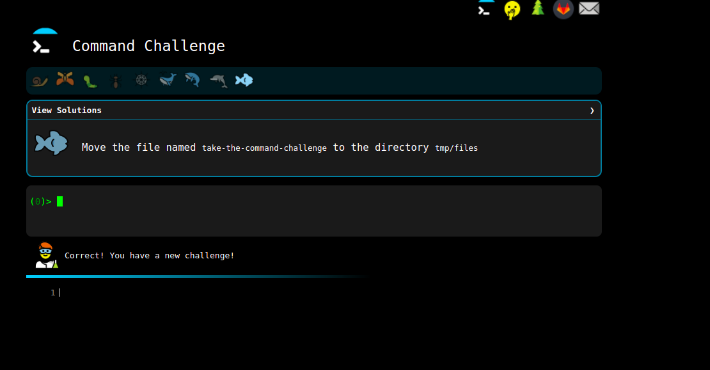 Command Challenge
View Solutions ❯
Move the file named take-the-command-challenge to the directory tmp/files
(0)>
Correct! You have a new challenge!
1